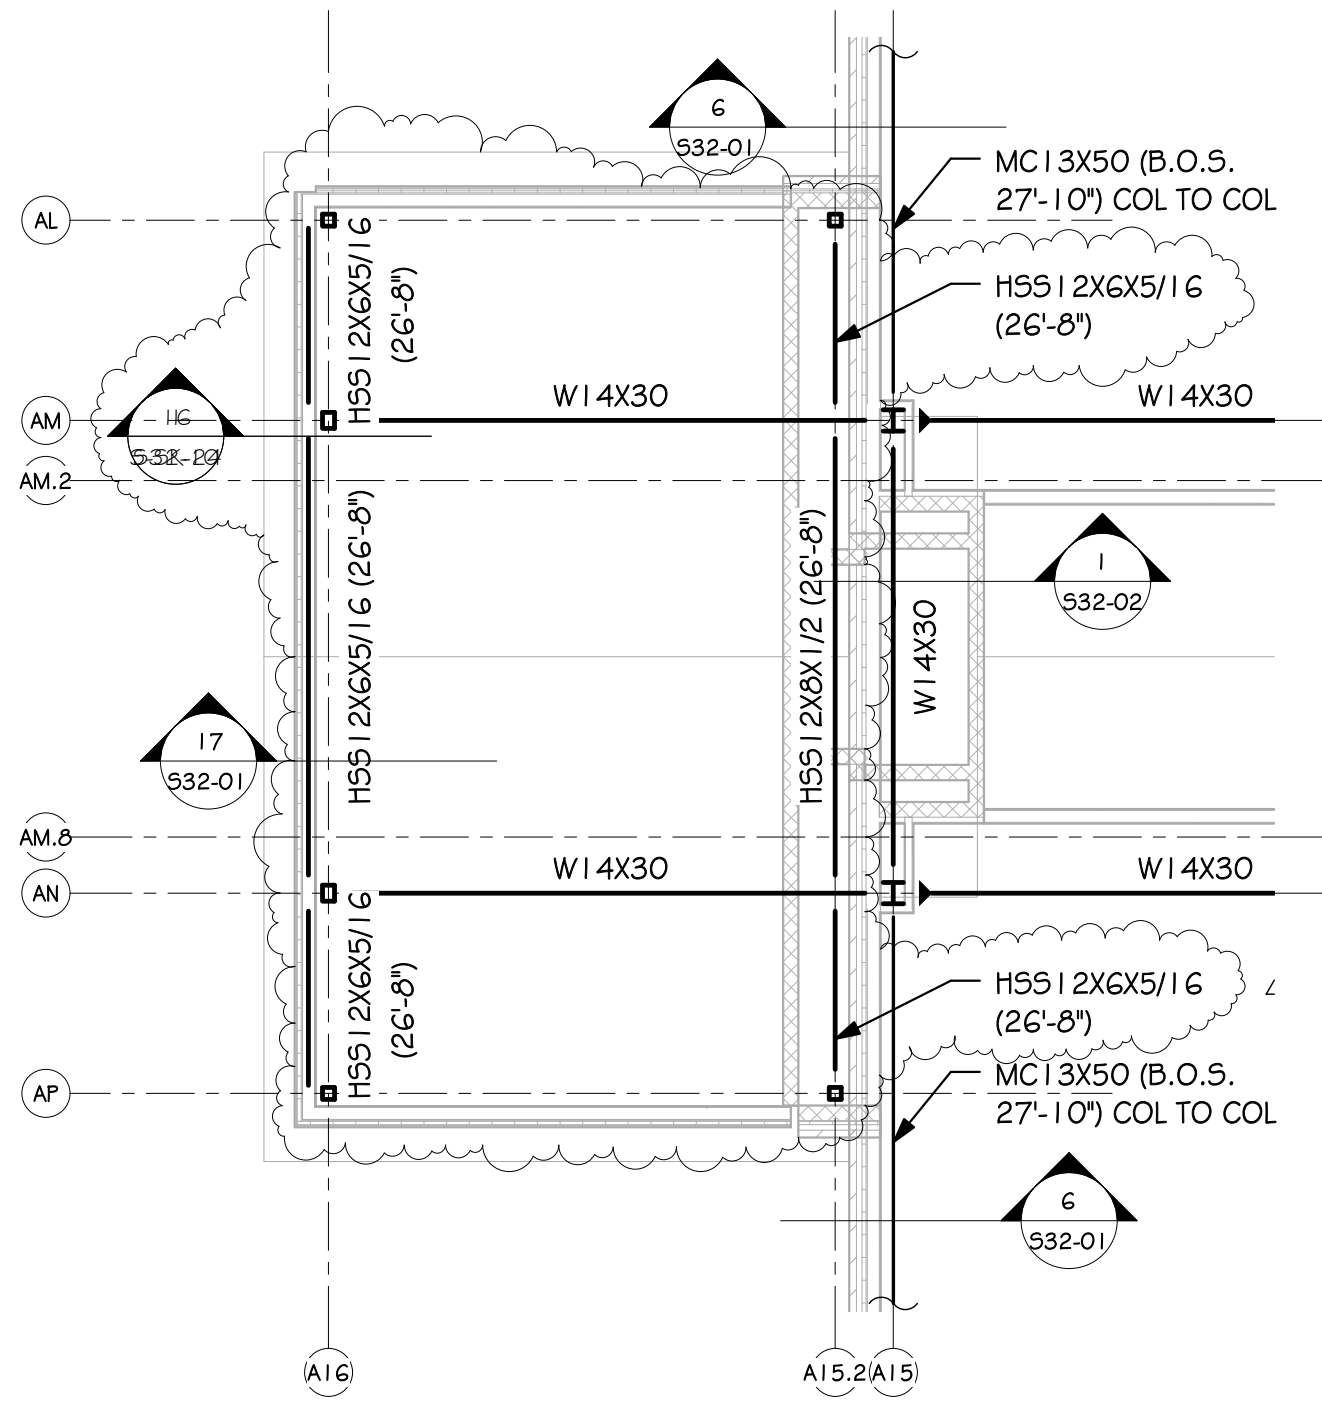 6
S32-01
MC13X50 (B.O.S.
27'-10") COL TO COL
AL
HSS12X6X5/16
(26'-8")
HSS12X6X5/16
(26'-8")
W14X30
W14X30
AM
AM.2
HSS12X6X5/16 (26'-8")
HSS12X8X1/2 (26'-8")
1
S32-02
W14X30
17
S32-01
AM.8
W14X30
W14X30
AN
HSS12X6X5/16
(26'-8")
HSS12X6X5/16
(26'-8")
MC13X50 (B.O.S.
27'-10") COL TO COL
AP
6
S32-01
A16
A15.2
A15